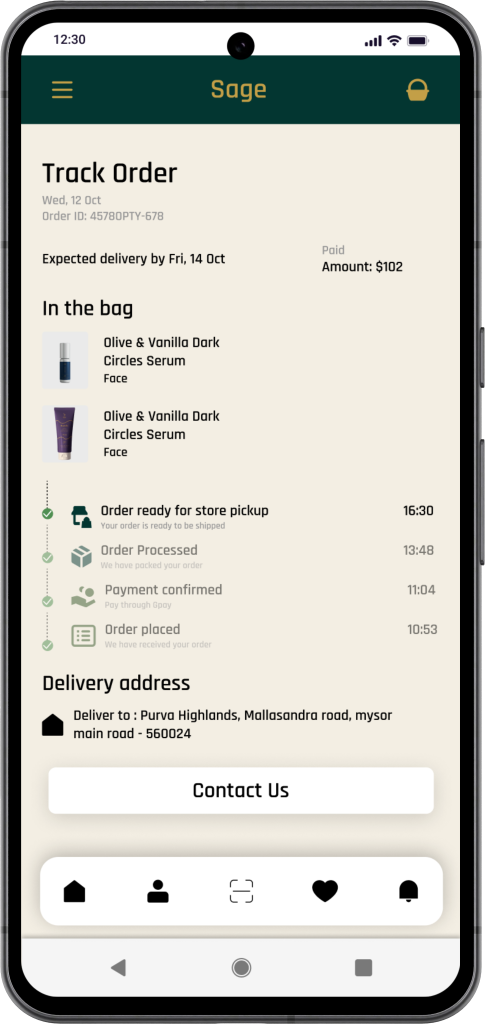 12:30
Sage
Track Order
Wed, 12 Oct
Order ID: 45780PTY-678
Expected delivery by Fri, 14 Oct
Paid
Amount: $102
In the bag
Olive & Vanilla Dark
Circles Serum
Face
Olive & Vanilla Dark
Circles Serum
Face
Order ready for store pickup 16:30
Your order is ready to be shipped
Order Processed 13:48
We have packed your order
Payment confirmed 11:04
Pay through Gpay
Order placed 10:53
We have received your order
Delivery address
Deliver to : Purva Highlands, Mallasandra road, mysor
main road - 560024
Contact Us